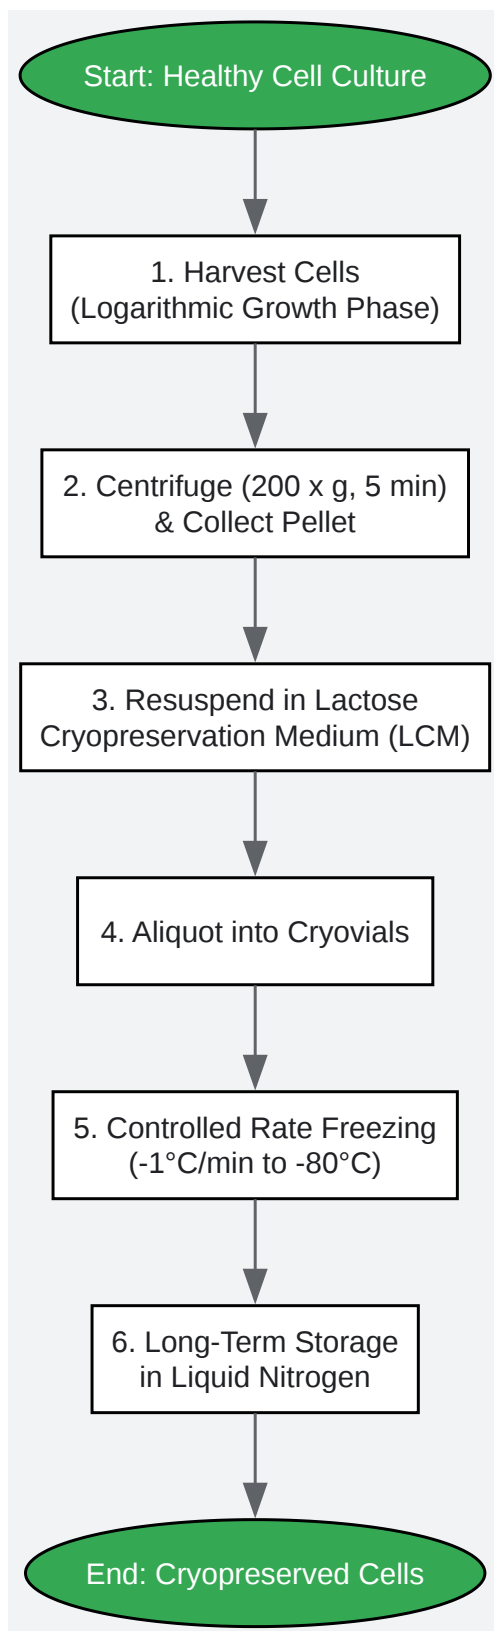 Start: Healthy Cell Culture
1. Harvest Cells
(Logarithmic Growth Phase)
2. Centrifuge (200 x g, 5 min)
& Collect Pellet
3. Resuspend in Lactose
Cryopreservation Medium (LCM)
4. Aliquot into Cryovials
5. Controlled Rate Freezing
(-1°C/min to -80°C)
6. Long-Term Storage
in Liquid Nitrogen
End: Cryopreserved Cells